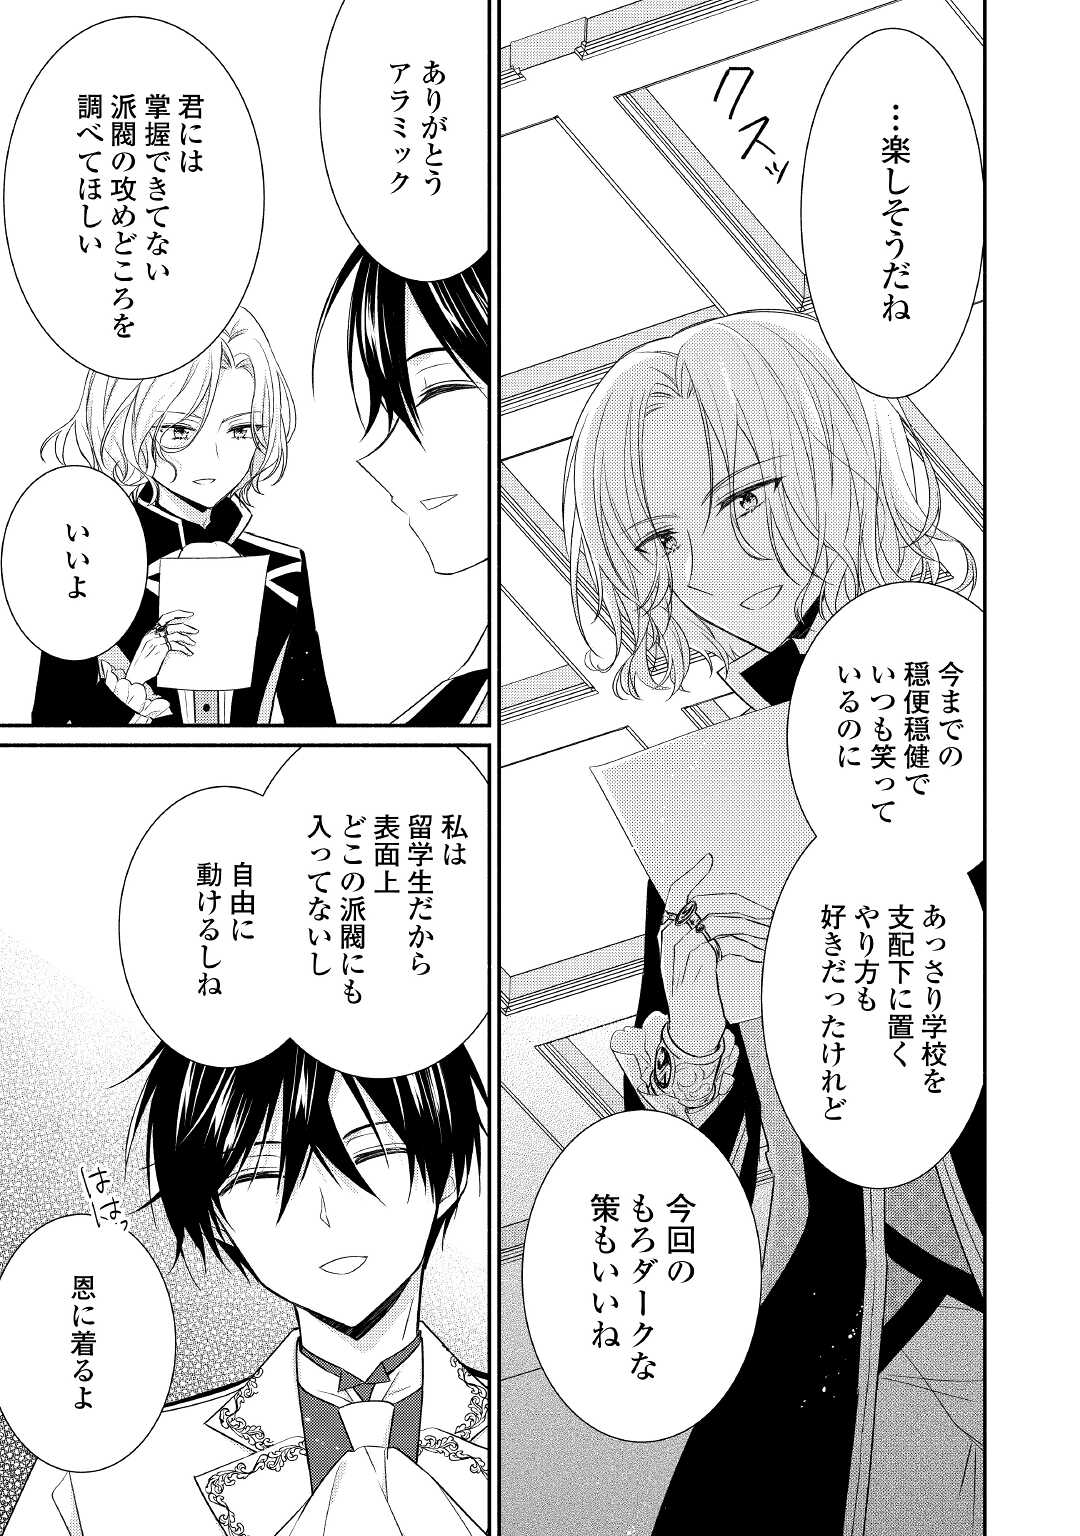 …楽しそうだね
クスッ
今までの
穏便穏健で
いつも笑って
いるのに
あっさり学校を
支配下に置く
やり方も
好きだったけれど
今回の
もろダークな
策もいいね
ありがとう
アラミック
君には
掌握できてない
派閥の攻めどころを
調べてほしい
いいよ
私は
留学生だから
表面上
どこの派閥にも
入ってないし
自由に
動けるしね
ははっ
恩に着るよ